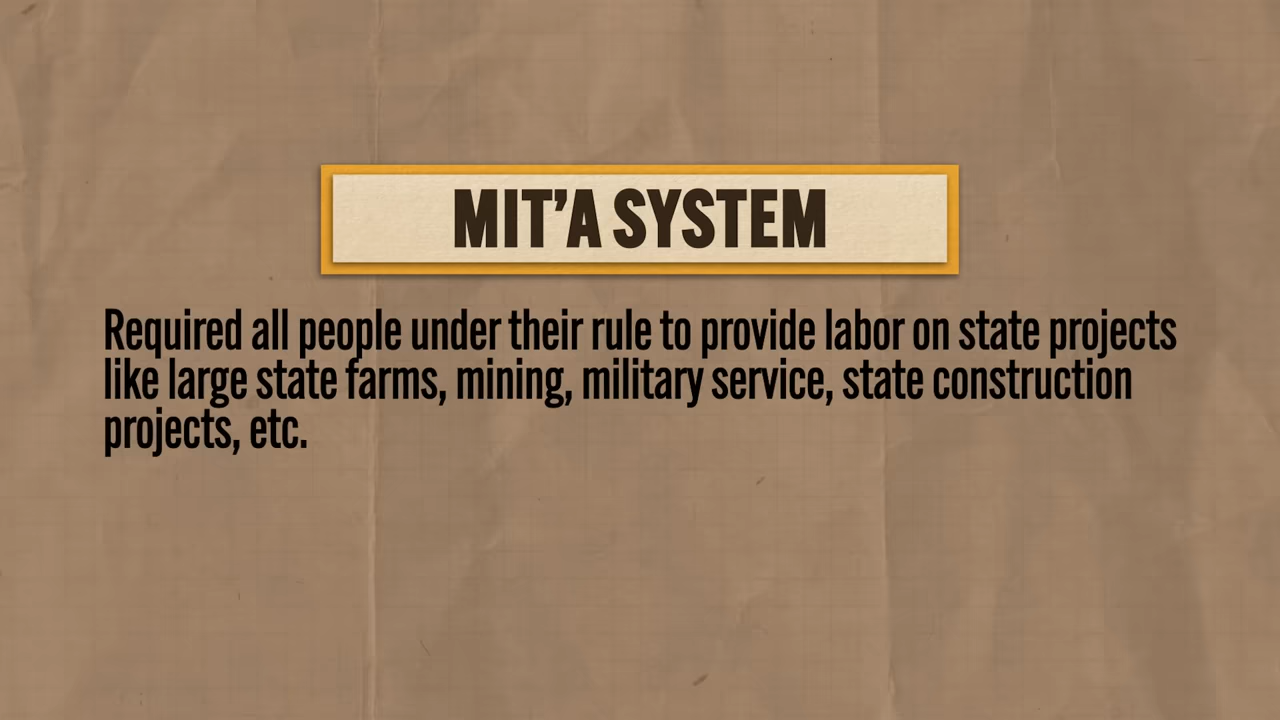 MIT'A SYSTEM
Required all people under their rule to provide labor on state projects
like large state farms, mining, military service, state construction
projects, etc.